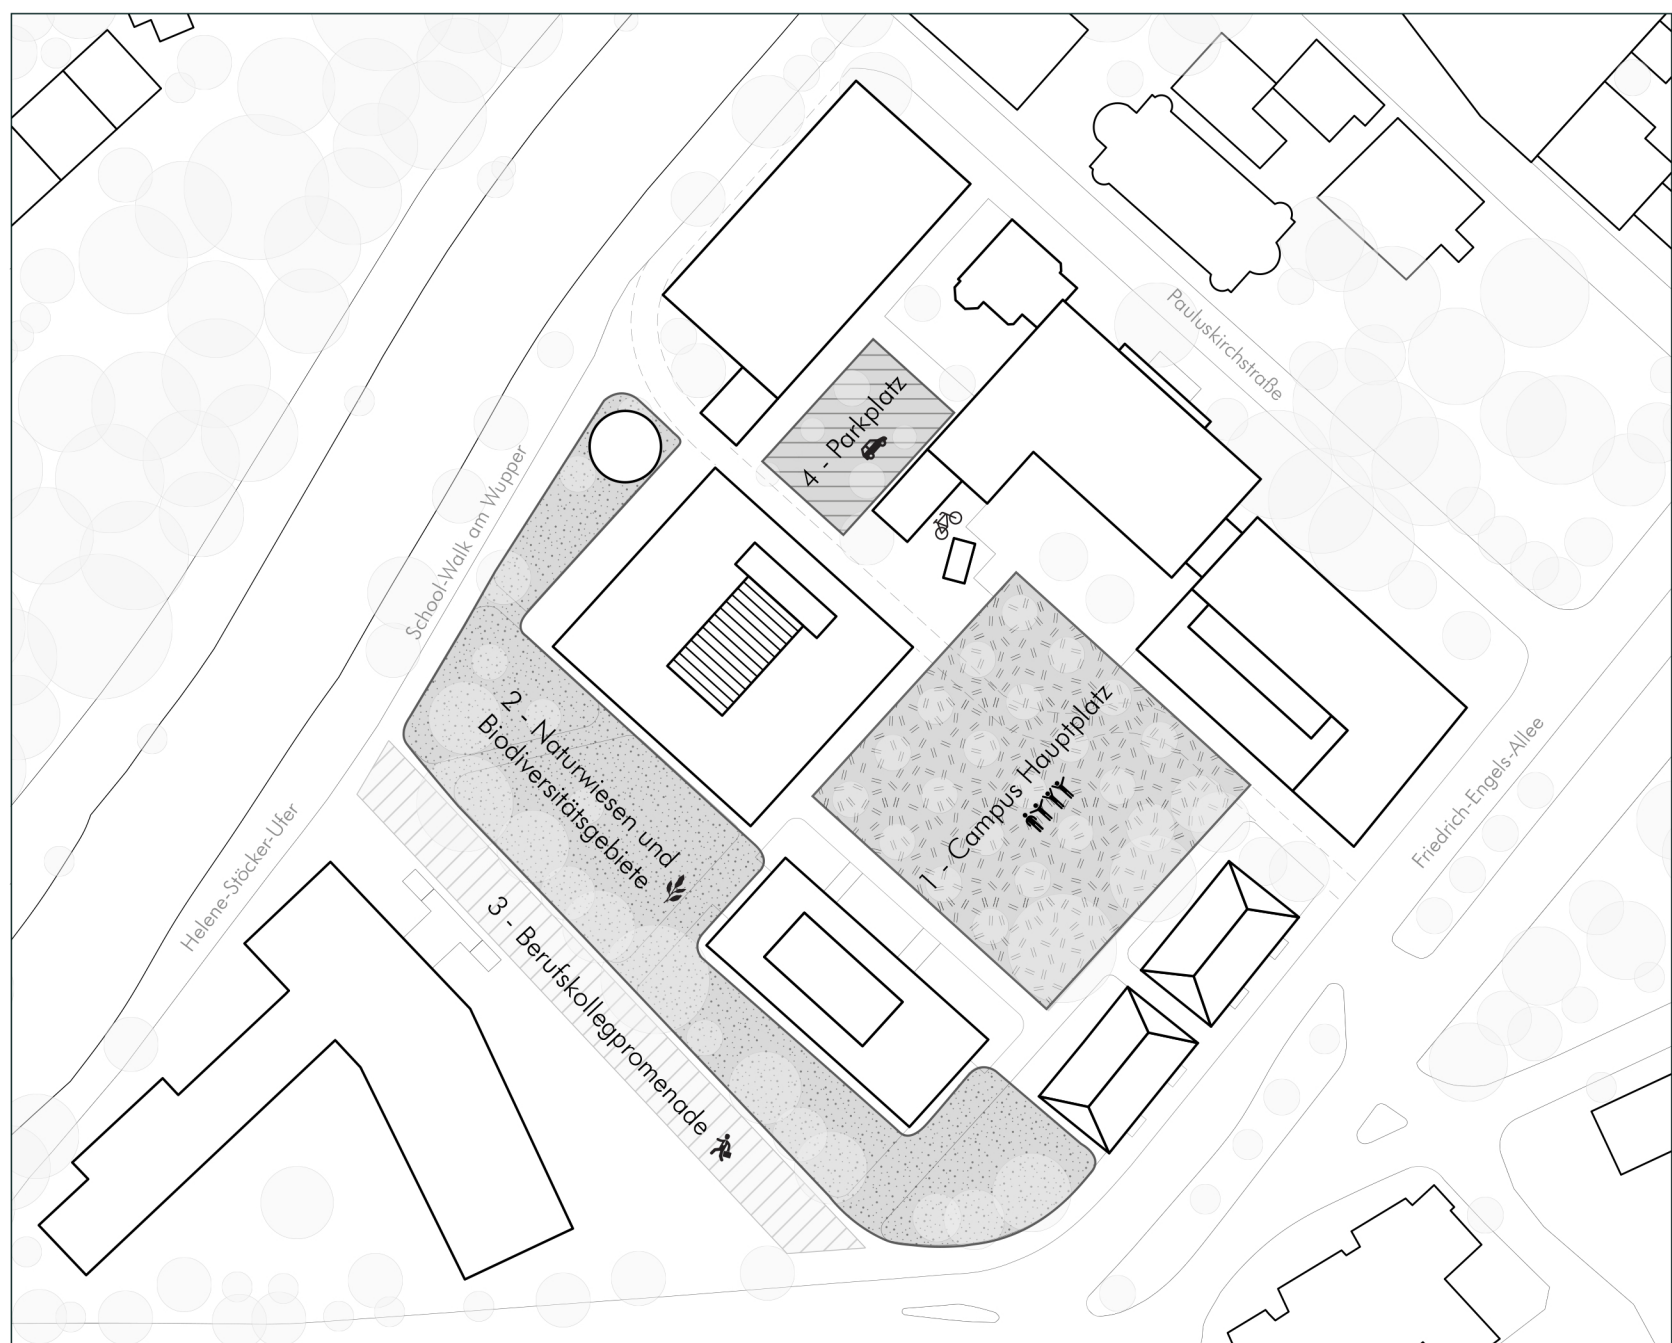 Pauluskirchstraße
4 - Parkplatz
School-Walk am Wupper
1 - Campus Hauptplatz
2 - Naturwiesen und
Biodiversitätsgebiete
Friedrich-Engels-Allee
Helene-Stöcker-Ufer
3 - Berufskollegpromenade